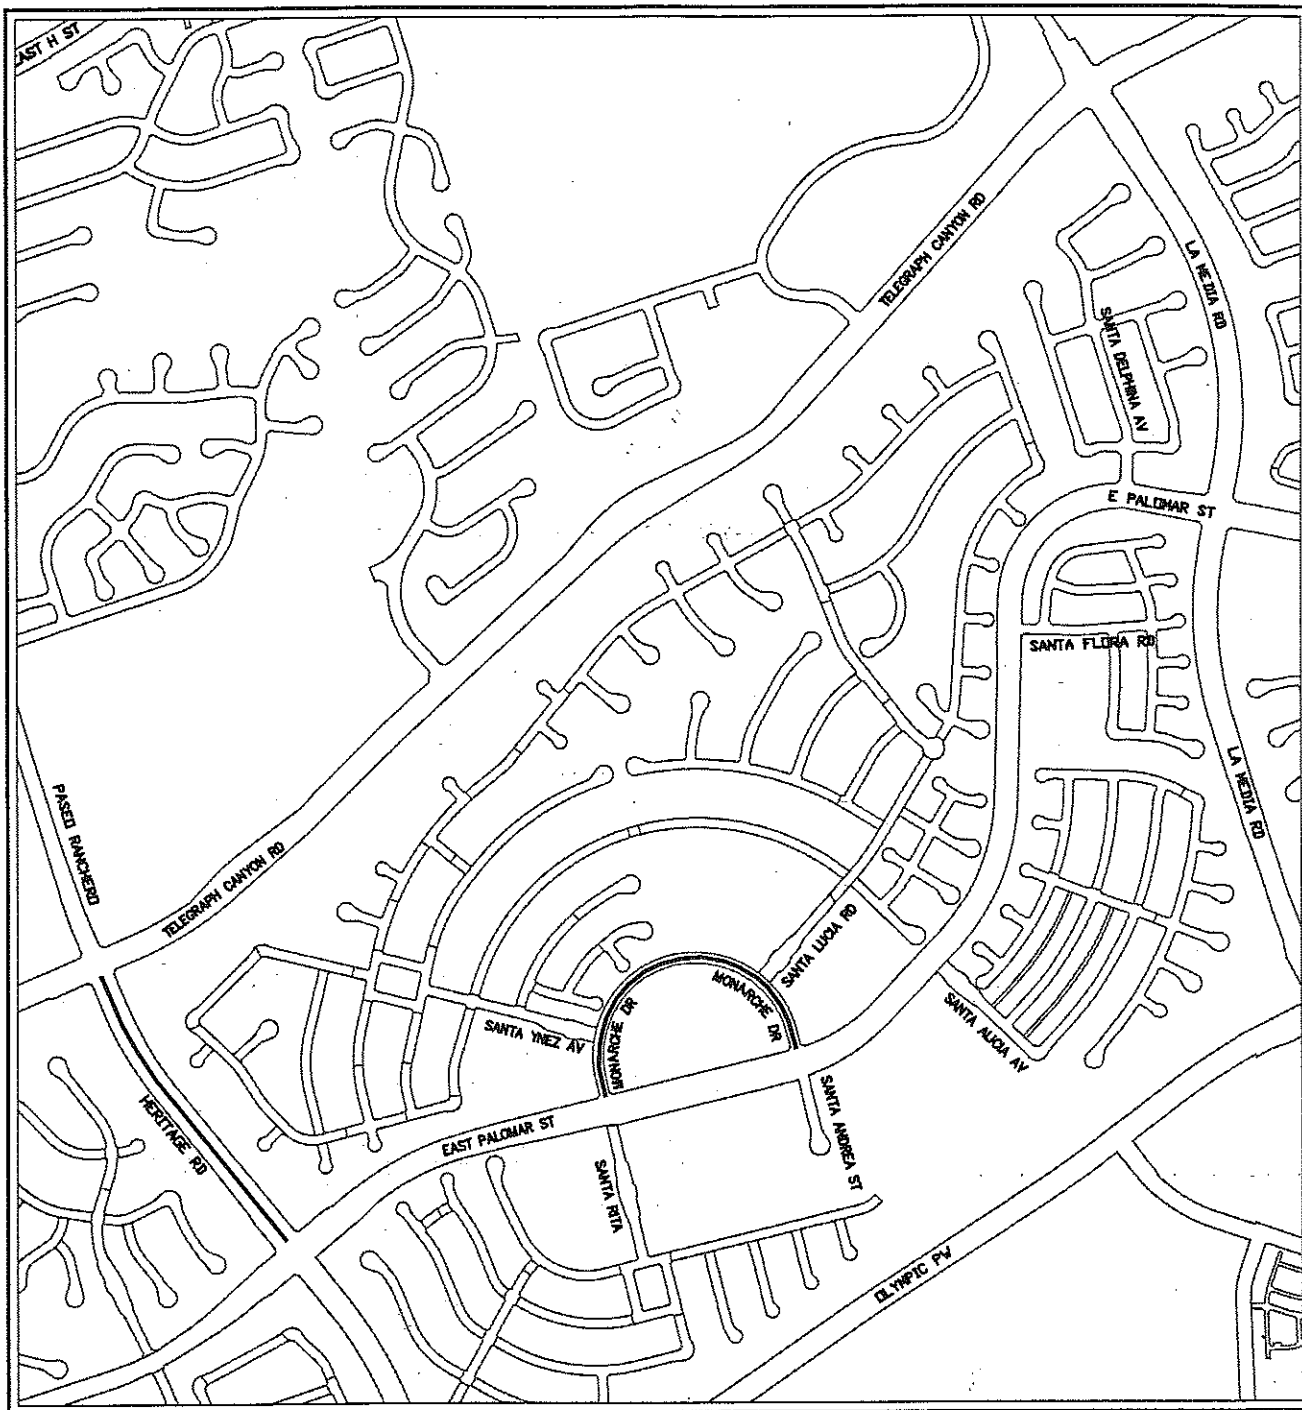 EAST H ST
TELEGRAPH CANYON RD
LA MEDIA RD
SANTA DELPHINA AV
E PALOMAR ST
SANTA FLORA RD
LA MEDIA RD
PASEO RANCHERO
TELEGRAPH CANYON RD
SANTA LUCIA RD
MONARCHE DR
MONARCHE DR
SANTA YNEZ AV
SANTA ALICIA AV
HERITAGE RD
EAST PALOMAR ST
SANTA ANDREA ST
SANTA RITA
OLYMPIC PW